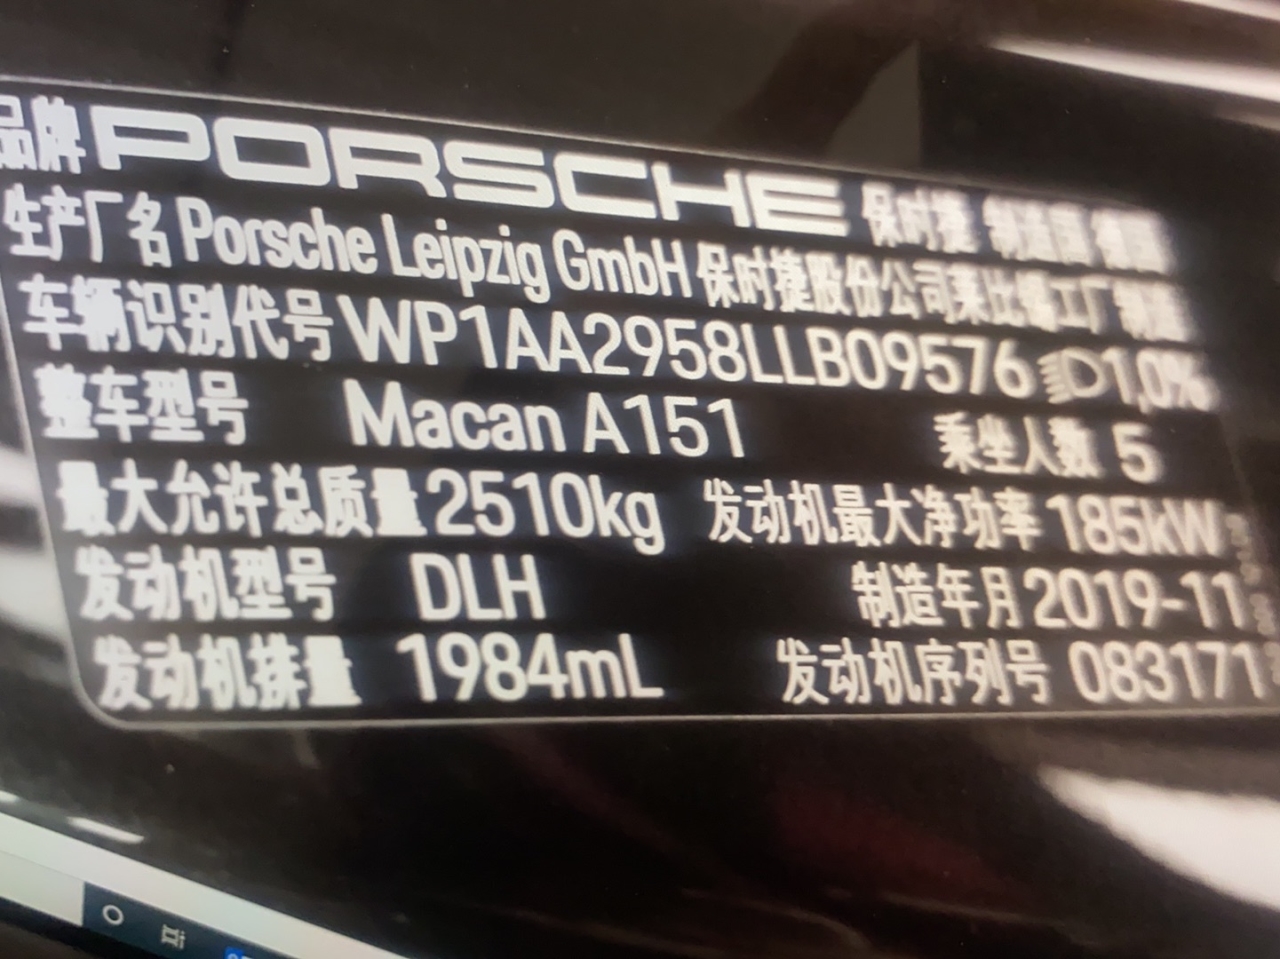 品牌 PORSCHE 保时捷 制造国 德国
生产厂名 Porsche Leipzig GmbH 保时捷股份公司莱比锡工厂制造
车辆识别代号 WP1AA2958LLB09576 1,0%
整车型号 Macan A151 乘坐人数 5
最大允许总质量 2510kg 发动机最大净功率 185kW
发动机型号 DLH 制造年月 2019-11
发动机排量 1984mL 发动机序列号 083171